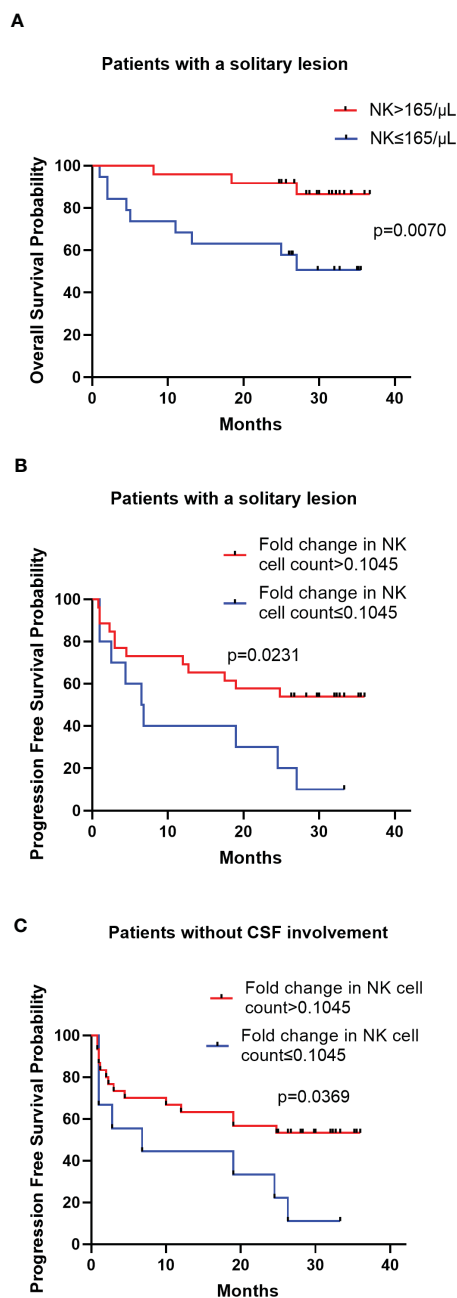 A
Patients with a solitary lesion
NK>165/µL
NK≤165/µL
Overall Survival Probability
100
80
60
40
20
0
p=0.0070
0 10 20 30 40
Months
B
Patients with a solitary lesion
Fold change in NK
cell count>0.1045
Fold change in NK
cell count≤0.1045
Progression Free Survival Probability
100
80
60
40
20
0
p=0.0231
0 10 20 30 40
Months
C
Patients without CSF involvement
Fold change in NK cell
count>0.1045
Fold change in NK cell
count≤0.1045
Progression Free Survival Probability
100
80
60
40
20
0
p=0.0369
0 10 20 30 40
Months